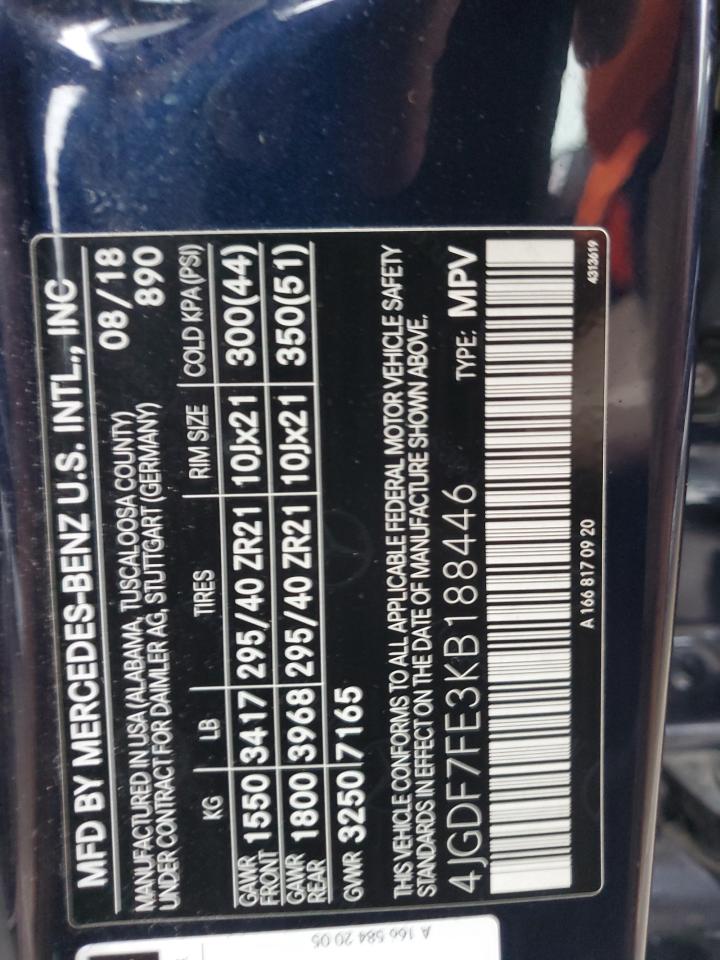 MFD BY MERCEDES-BENZ U.S. INTL., INC
08/18
MANUFACTURED IN USA (ALABAMA, TUSCALOOSA COUNTY)
890
UNDER CONTRACT FOR DAIMLER AG, STUTTGART (GERMANY)
KG LB TIRES RIM SIZE COLD KPA (PSI)
GAWR FRONT 1550 3417 295/40 ZR21 10Jx21 300(44)
GAWR REAR 1800 3968 295/40 ZR21 10Jx21 350(51)
GVWR 3250 7165
THIS VEHICLE CONFORMS TO ALL APPLICABLE FEDERAL MOTOR VEHICLE SAFETY
STANDARDS IN EFFECT ON THE DATE OF MANUFACTURE SHOWN ABOVE.
4JGDF7FE3KB188446 TYPE: MPV
A 166 817 09 20
4313619
A 166 584 20 05